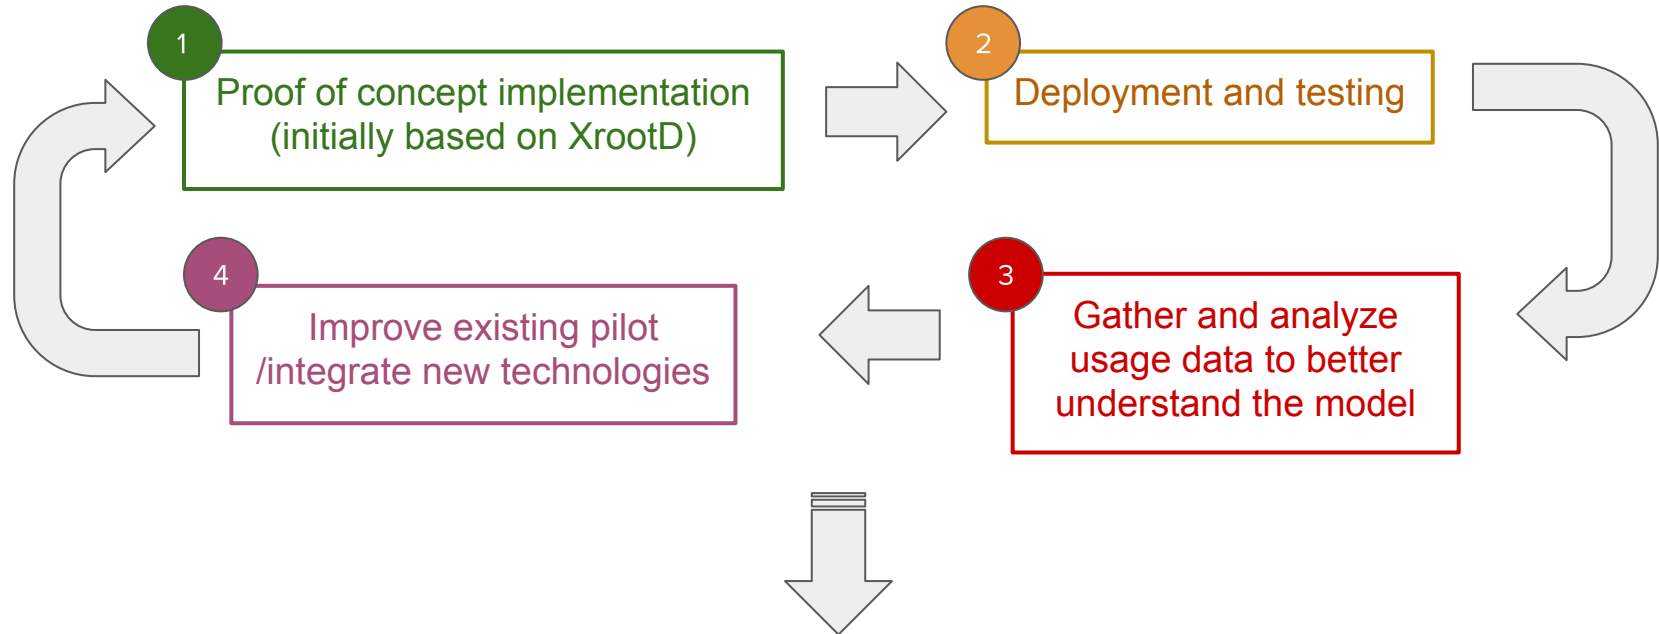 1
Proof of concept implementation
(initially based on XrootD)
2
Deployment and testing
3
Gather and analyze
usage data to better
understand the model
4
Improve existing pilot
/integrate new technologies